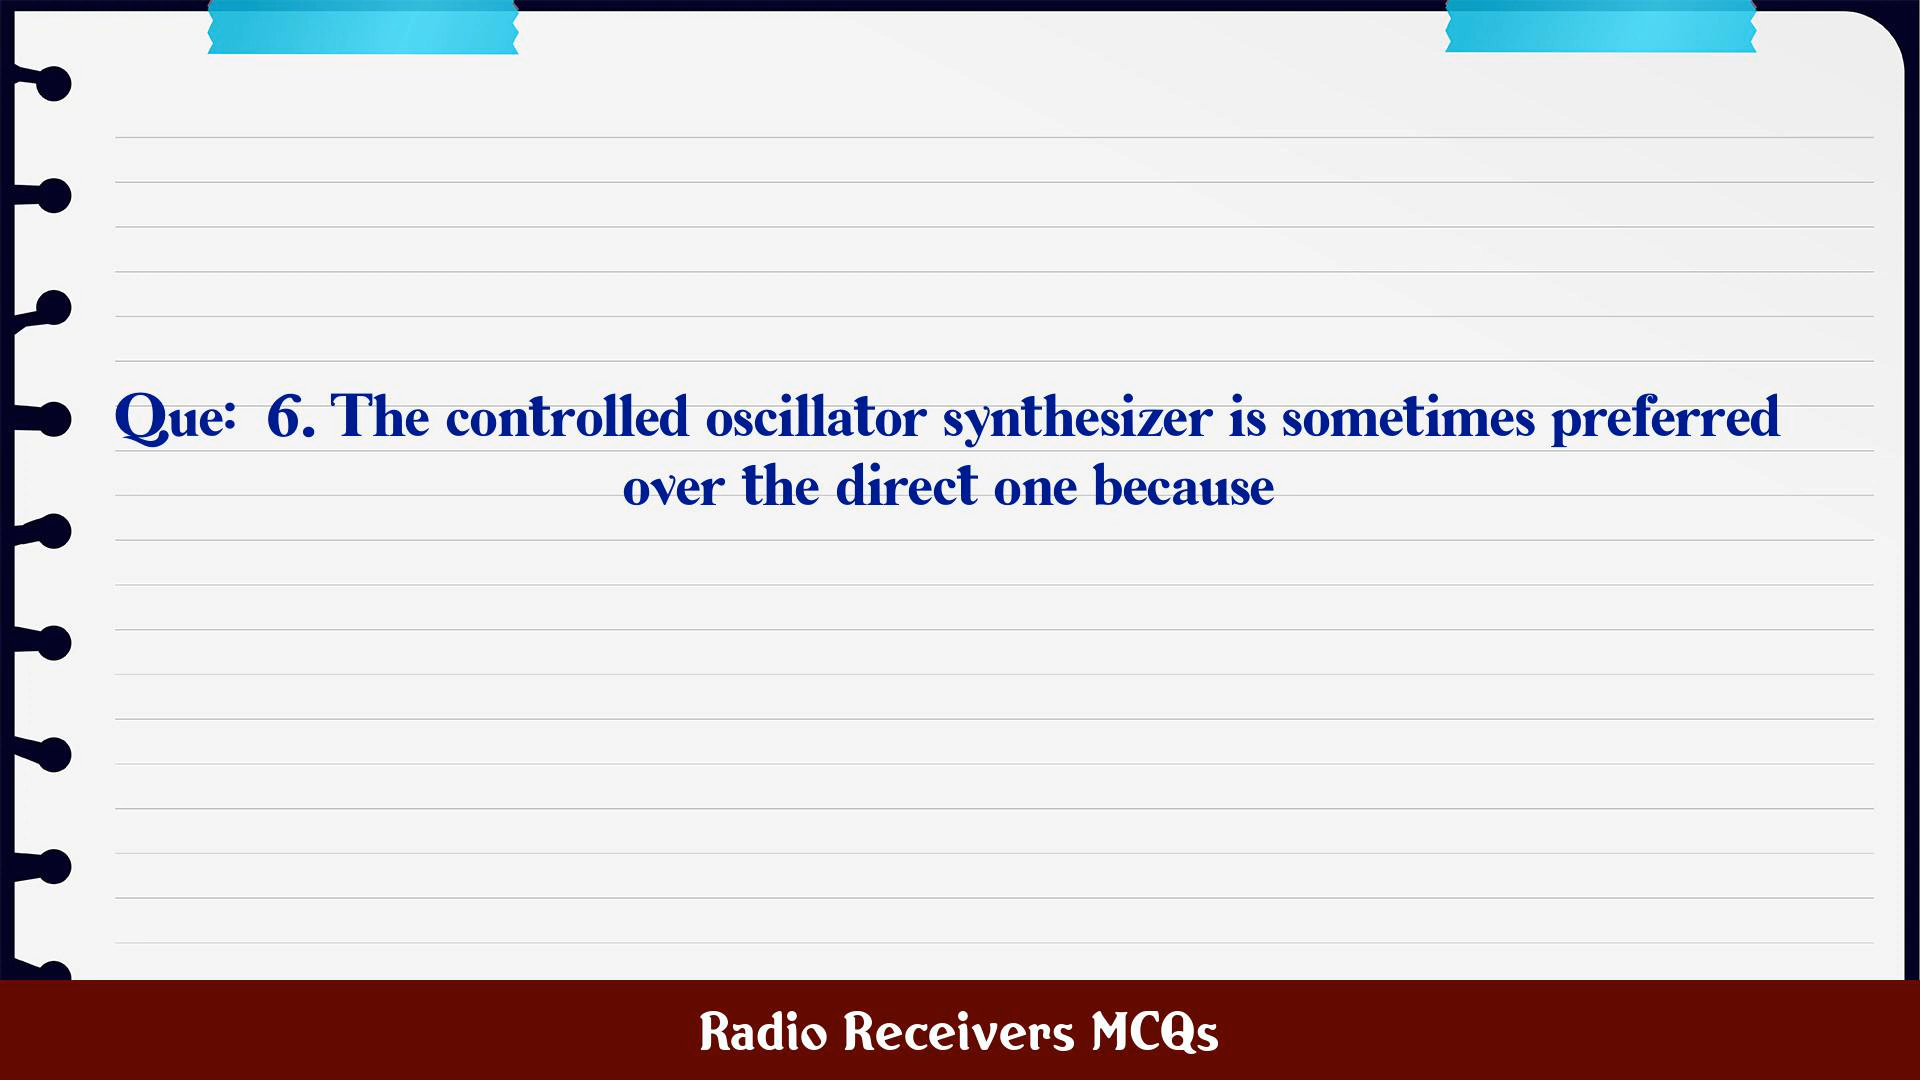 Que: 6. The controlled oscillator synthesizer is sometimes preferred
over the direct one because
Radio Receivers MCQs